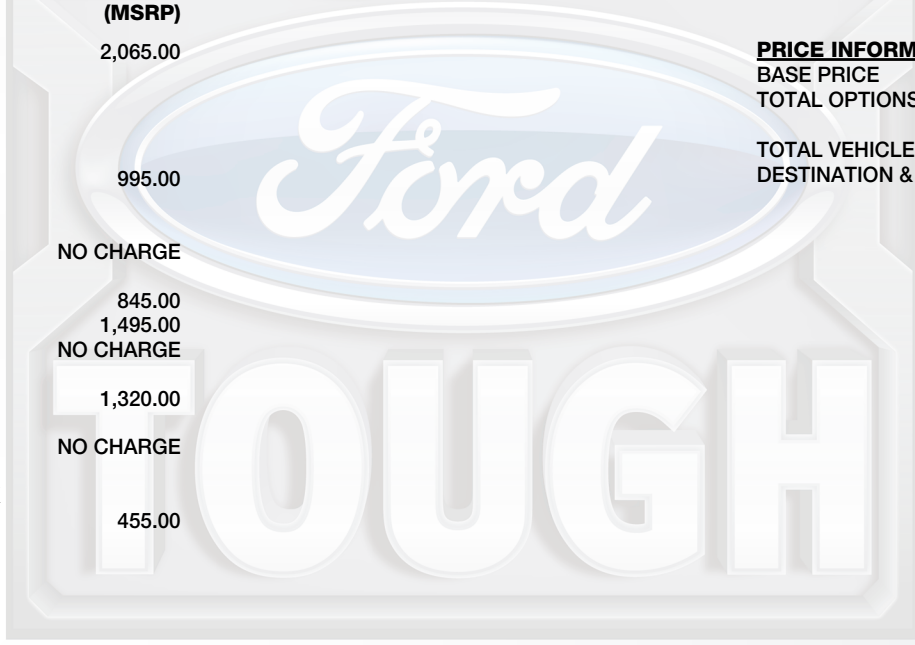 (MSRP)
2,065.00
995.00
NO CHARGE
845.00
1,495.00
NO CHARGE
1,320.00
NO CHARGE
455.00
PRICE INFORM
BASE PRICE
TOTAL OPTIONS
TOTAL VEHICLE
DESTINATION &
Ford
TOUGH